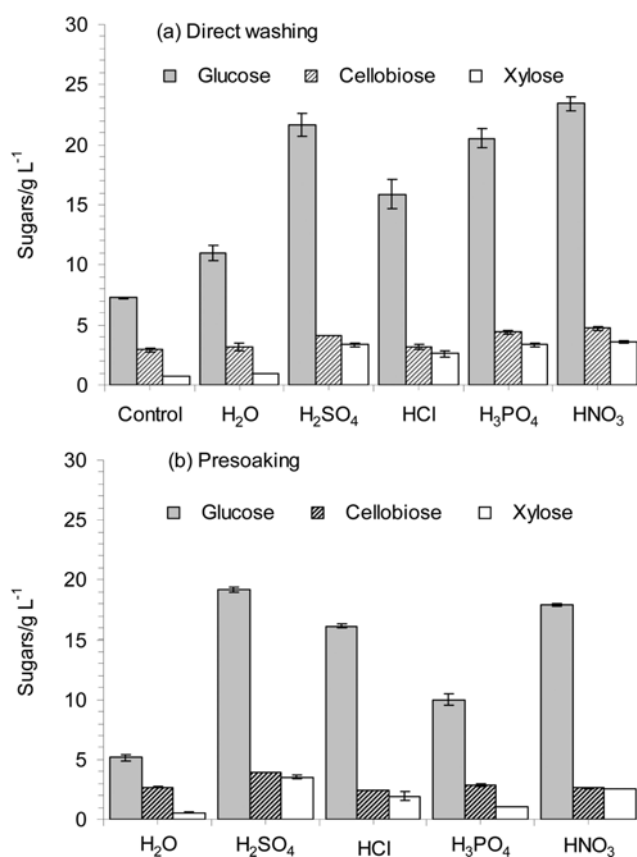 (a) Direct washing
Glucose Cellobiose Xylose
Sugars/g L⁻¹
30
25
20
15
10
5
0
Control H₂O H₂SO₄ HCl H₃PO₄ HNO₃
(b) Presoaking
Glucose Cellobiose Xylose
Sugars/g L⁻¹
30
25
20
15
10
5
0
H₂O H₂SO₄ HCl H₃PO₄ HNO₃